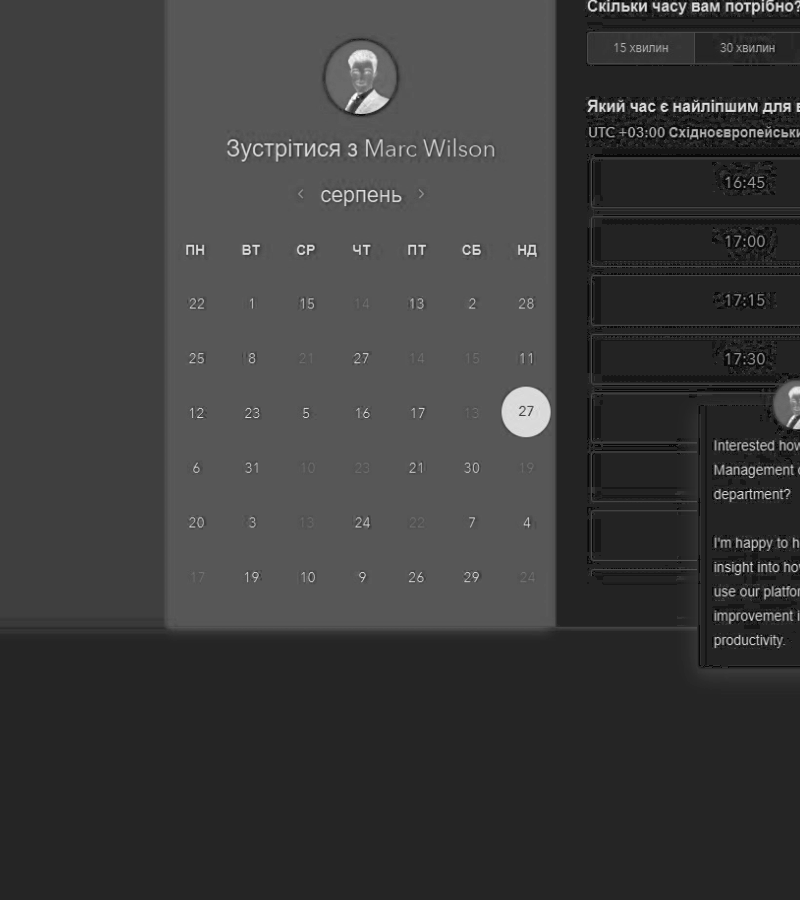 Зустрітися з Marc Wilson
серпень
ПН ВТ СР ЧТ ПТ СБ НД
22 1 15 14 13 2 28
25 8 21 27 14 15 11
12 23 5 16 17 13 27
6 31 10 23 21 30 19
20 3 13 24 22 7 4
17 19 10 9 26 29 24
Скільки часу вам потрібно?
15 хвилин 30 хвилин
Який час є найліпшим для
UTC +03:00
16:45
17:00
17:15
17:30
Interested how
Management
department?
I'm happy to
insight into
use our
improvement
productivity.